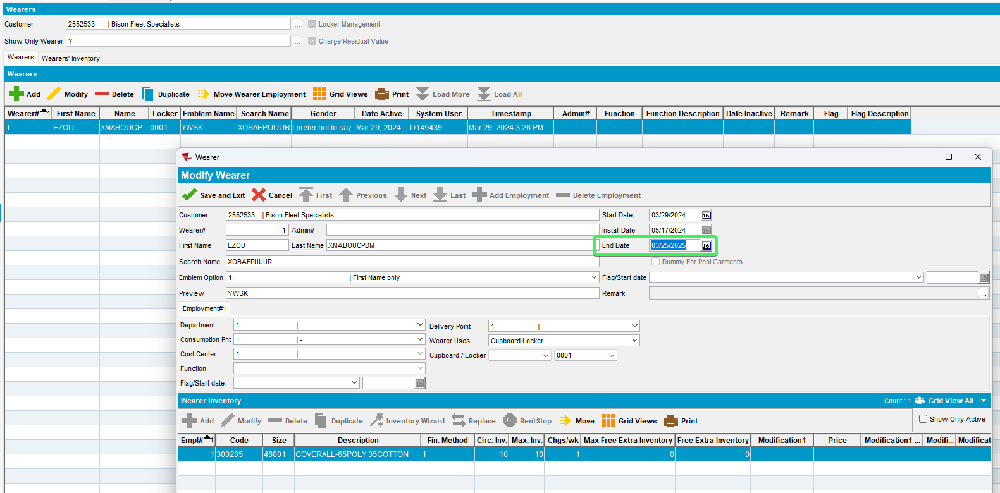 Wearers
Customer 2552533 | Bison Fleet Specialists ... Locker Management
Show Only Wearer ? ... Charge Residual Value
Wearers Wearers' Inventory
Wearers
Add Modify Delete Duplicate Move Wearer Employment Grid Views Print Load More Load All
Wearer# 1 First Name Name Locker Emblem Name Search Name Gender Date Active System User Timestamp Admin# Function Function Description Date Inactive Remark Flag Flag Description
1 EZOU XMABOUCP... 0001 YWSK XOBAEPUUUR I prefer not to say Mar 29, 2024 D149439 Mar 29, 2024 3:26 PM
Wearer
Modify Wearer
Save and Exit Cancel First Previous Next Last Add Employment Delete Employment
Customer 2552533 | Bison Fleet Specialists Start Date 03/29/2024 16
Wearer# 1 Admin# Install Date 05/17/2024 16
First Name EZOU Last Name XMABOUCPDM End Date 03/25/2025 16
Search Name XOBAEPUUUR Dummy For Pool Garments
Emblem Option 1 | First Name only Flag/Start date 16
Preview YWSK Remark ...
Employment#1
Department 1 | - Delivery Point 1 | -
Consumption Pnt 1 | - Wearer Uses Cupboard Locker
Cost Center 1 | - Cupboard / Locker 0001
Function
Flag/Start date 16
Wearer Inventory Count : 1 Grid View All
Add Modify Delete Duplicate Inventory Wizard Replace RentStop Move Grid Views Print Show Only Active
Empl# 1 Code Size Description Fin. Method Circ. Inv. Max. Inv. Chgs/wk Max Free Extra Inventory Free Extra Inventory Modification1 Price Modification1 ... Modifi... Modificat
1 300205 46001 COVERALL-65POLY 35COTTON 1 10 10 1 0 0